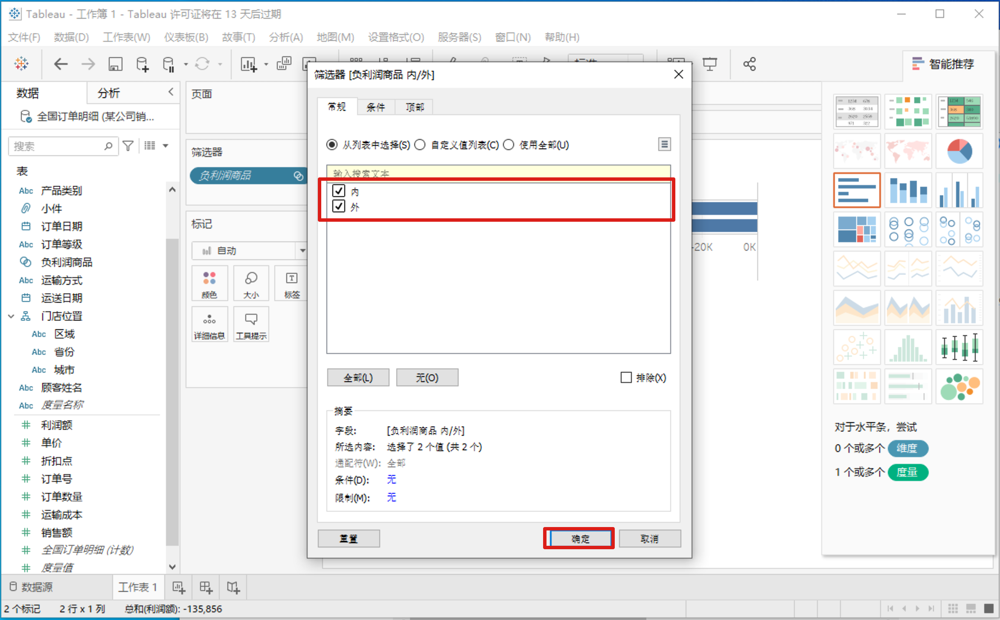 Tableau - 工作簿 1 - Tableau 许可证将在 13 天后过期
文件(F) 数据(D) 工作表(W) 仪表板(B) 故事(T) 分析(A) 地图(M) 设置格式(O) 服务器(S) 窗口(N) 帮助(H)
智能推荐
数据 分析
全国订单明细 (某公司销...
搜索
表
Abc 产品类别
小件
订单日期
Abc 订单等级
负利润商品
Abc 运输方式
运送日期
门店位置
Abc 区域
Abc 省份
Abc 城市
Abc 顾客姓名
Abc 度量名称
利润额
单价
折扣点
订单号
订单数量
运输成本
销售额
全国订单明细 (计数)
度量值
页面
筛选器
负利润商品
标记
自动
颜色 大小 标签
详细信息 工具提示
筛选器 [负利润商品 内/外]
常规 条件 顶部
从列表中选择(S) 自定义值列表(C) 使用全部(U)
输入搜索文本
内
外
全部(L) 无(O) 排除(X)
摘要
字段: [负利润商品 内/外]
所选内容: 选择了 2 个值 (共 2 个)
通配符(W): 全部
条件(D): 无
限制(M): 无
重置 确定 取消
-20K 0K
对于水平条，尝试
0 个或多个 维度
1 个或多个 度量
数据源 工作表 1
2 个标记 2 行 x 1 列 总和(利润额): -135,856